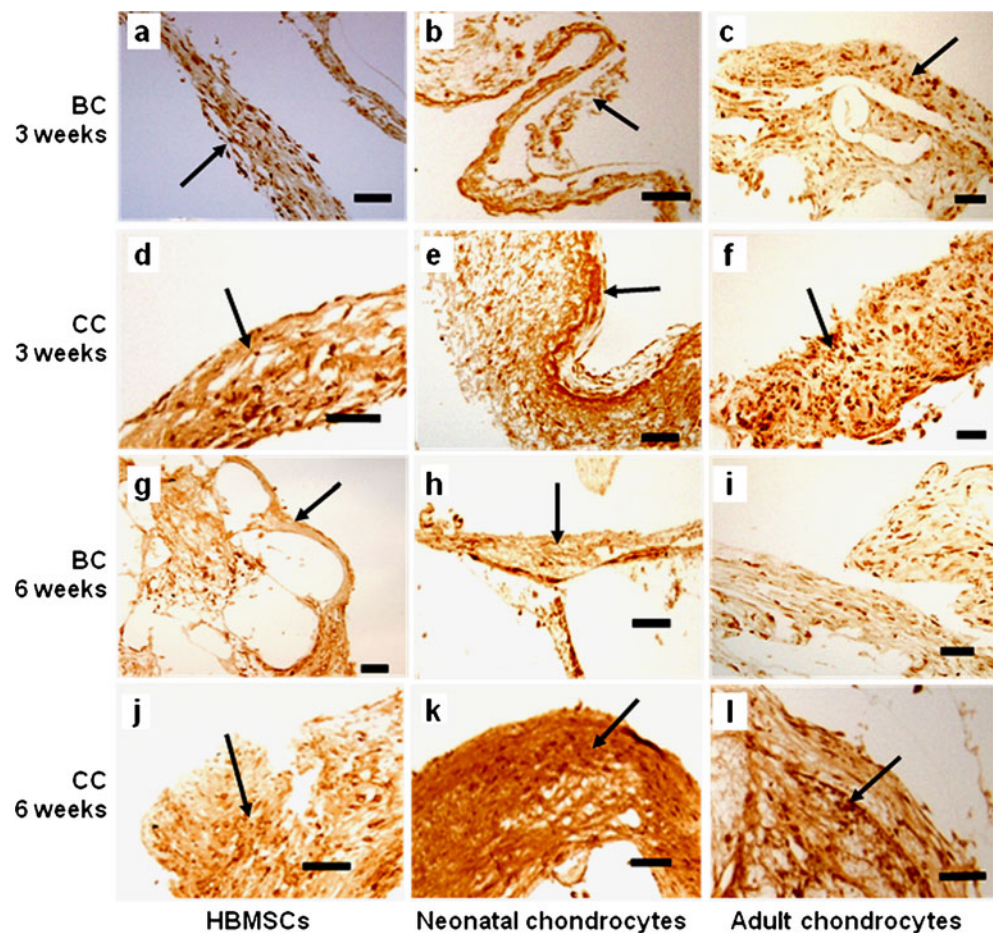 a
b
c
BC
3 weeks
d
e
f
CC
3 weeks
g
h
i
BC
6 weeks
j
k
l
CC
6 weeks
HBMSCs
Neonatal chondrocytes
Adult chondrocytes